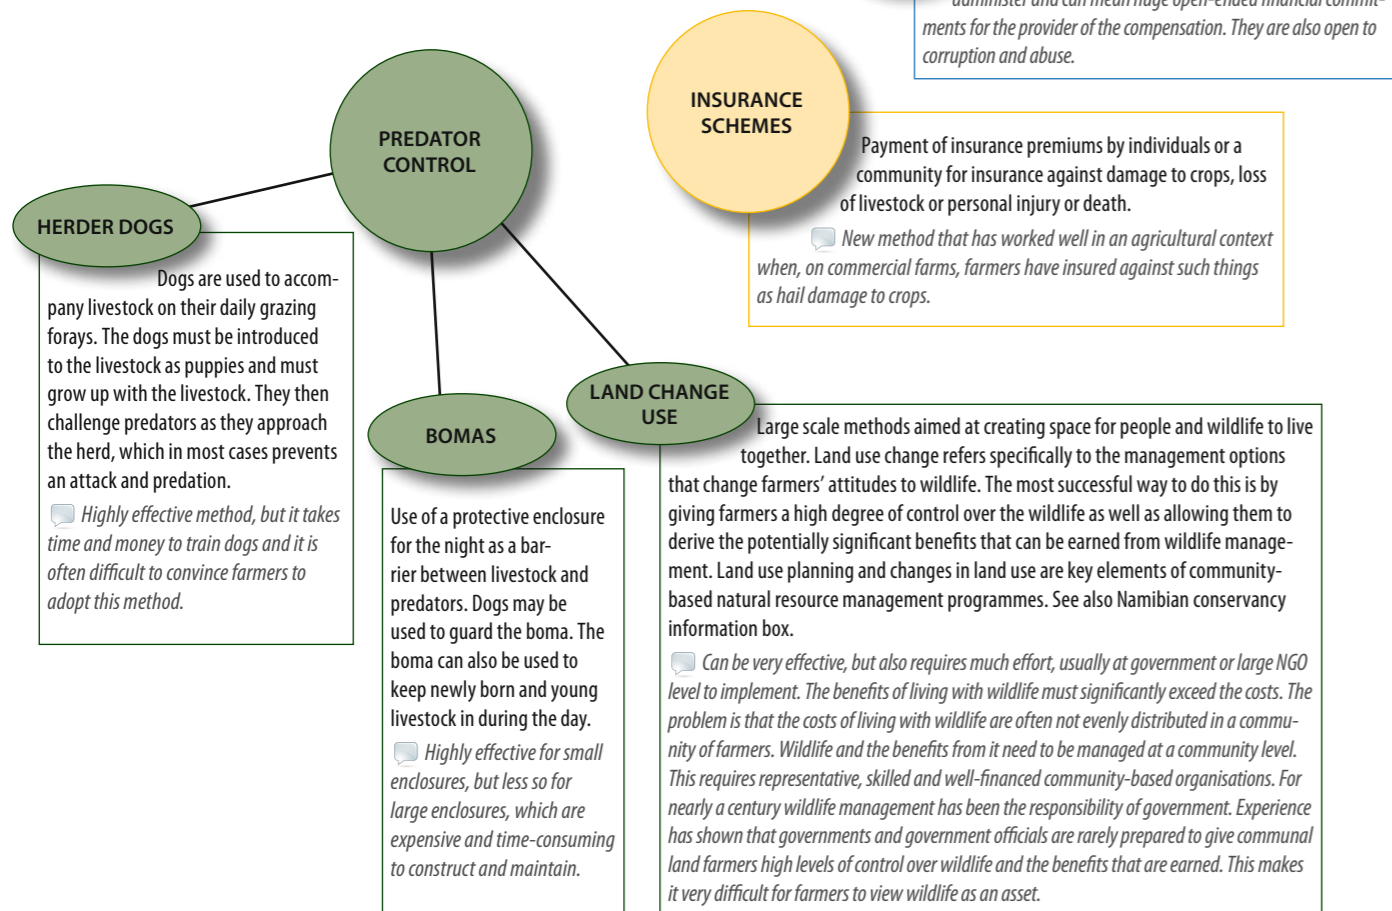 administer and can mean huge open-ended financial commit-
ments for the provider of the compensation. They are also open to
corruption and abuse.
INSURANCE
SCHEMES
Payment of insurance premiums by individuals or a
community for insurance against damage to crops, loss
of livestock or personal injury or death.
New method that has worked well in an agricultural context
when, on commercial farms, farmers have insured against such things
as hail damage to crops.
PREDATOR
CONTROL
HERDER DOGS
Dogs are used to accom-
pany livestock on their daily grazing
forays. The dogs must be introduced
to the livestock as puppies and must
grow up with the livestock. They then
challenge predators as they approach
the herd, which in most cases prevents
an attack and predation.
Highly effective method, but it takes
time and money to train dogs and it is
often difficult to convince farmers to
adopt this method.
BOMAS
Use of a protective enclosure
for the night as a bar-
rier between livestock and
predators. Dogs may be
used to guard the boma. The
boma can also be used to
keep newly born and young
livestock in during the day.
Highly effective for small
enclosures, but less so for
large enclosures, which are
expensive and time-consuming
to construct and maintain.
LAND CHANGE
USE
Large scale methods aimed at creating space for people and wildlife to live
together. Land use change refers specifically to the management options
that change farmers' attitudes to wildlife. The most successful way to do this is by
giving farmers a high degree of control over the wildlife as well as allowing them to
derive the potentially significant benefits that can be earned from wildlife manage-
ment. Land use planning and changes in land use are key elements of community-
based natural resource management programmes. See also Namibian conservancy
information box.
Can be very effective, but also requires much effort, usually at government or large NGO
level to implement. The benefits of living with wildlife must significantly exceed the costs. The
problem is that the costs of living with wildlife are often not evenly distributed in a commu-
nity of farmers. Wildlife and the benefits from it need to be managed at a community level.
This requires representative, skilled and well-financed community-based organisations. For
nearly a century wildlife management has been the responsibility of government. Experience
has shown that governments and government officials are rarely prepared to give communal
land farmers high levels of control over wildlife and the benefits that are earned. This makes
it very difficult for farmers to view wildlife as an asset.